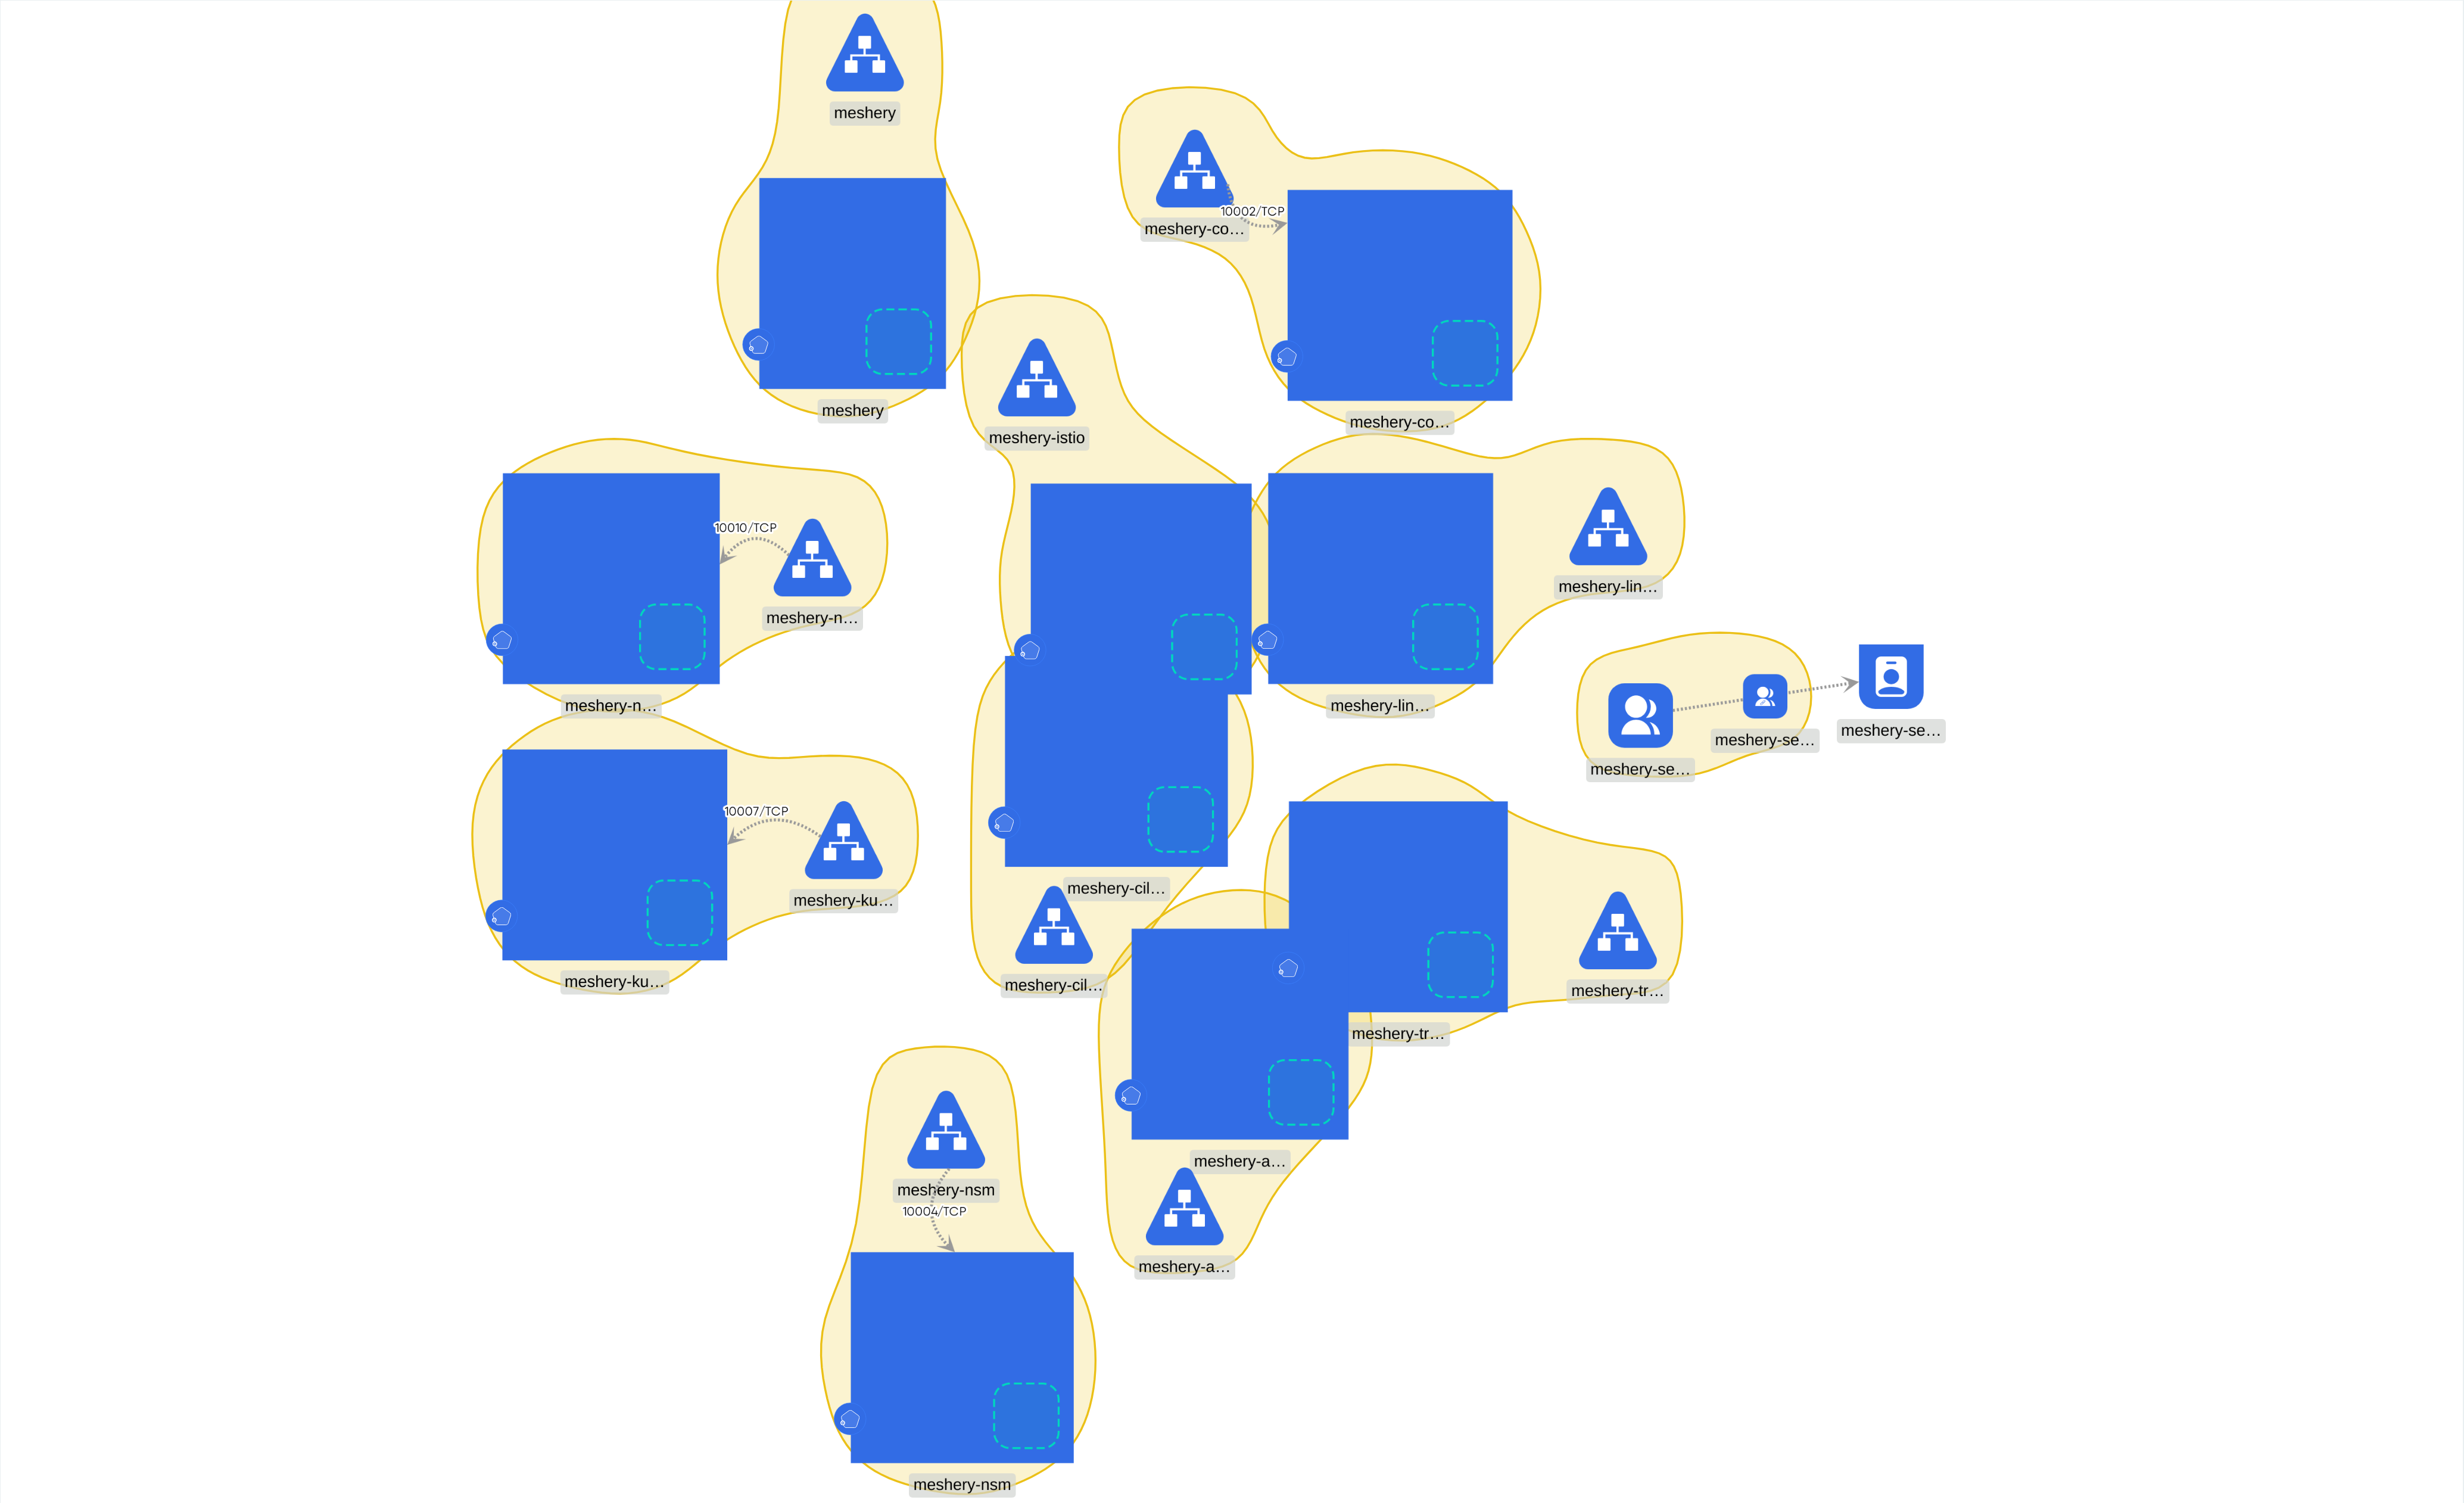 meshery
meshery-co…
10002/TCP
meshery
meshery-co…
meshery-istio
10010/TCP
meshery-n…
meshery-n…
meshery-lin…
meshery-lin…
meshery-se…
meshery-se…
meshery-se…
10007/TCP
meshery-ku…
meshery-ku…
meshery-cil…
meshery-cil…
meshery-tr…
meshery-tr…
meshery-a…
meshery-a…
meshery-nsm
10004/TCP
meshery-nsm